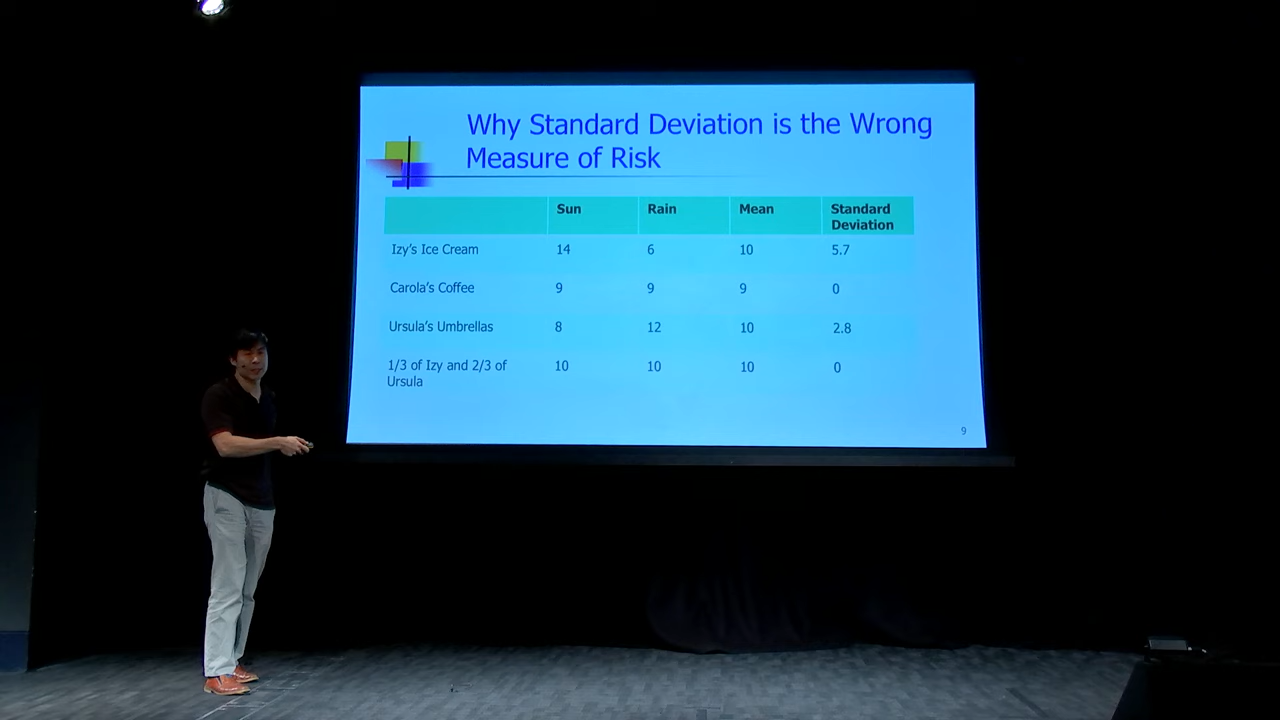 Why Standard Deviation is the Wrong
Measure of Risk
Sun Rain Mean Standard
Deviation
Izy's Ice Cream 14 6 10 5.7
Carola's Coffee 9 9 9 0
Ursula's Umbrellas 8 12 10 2.8
1/3 of Izy and 2/3 of 10 10 10 0
Ursula
9